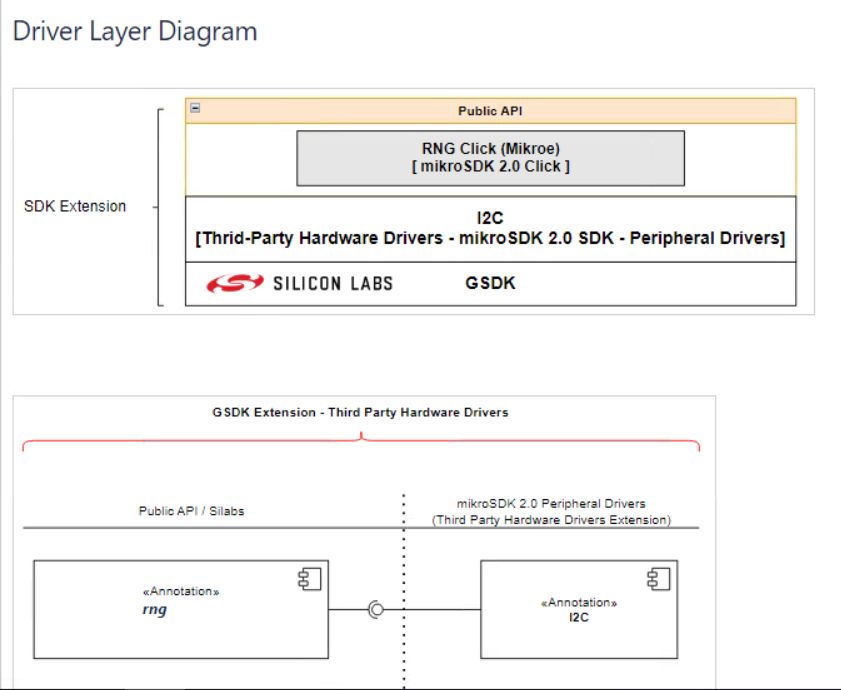 Driver Layer Diagram
Public API
RNG Click (Mikroe)
[ mikroSDK 2.0 Click ]
SDK Extension
I2C
[Thrid-Party Hardware Drivers - mikroSDK 2.0 SDK - Peripheral Drivers]
SILICON LABS GSDK
GSDK Extension - Third Party Hardware Drivers
Public API / Silabs
mikroSDK 2.0 Peripheral Drivers
(Third Party Hardware Drivers Extension)
«Annotation»
rng
«Annotation»
I2C